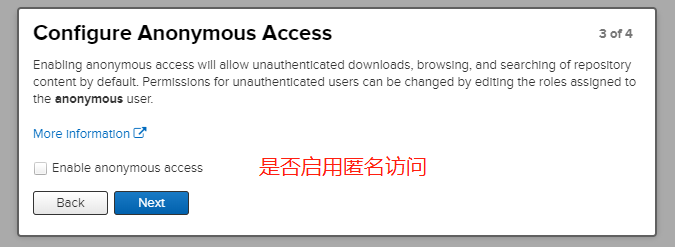 Configure Anonymous Access
3 of 4
Enabling anonymous access will allow unauthenticated downloads, browsing, and searching of repository
content by default. Permissions for unauthenticated users can be changed by editing the roles assigned to
the anonymous user.
More information
Enable anonymous access
是否启用匿名访问
Back
Next